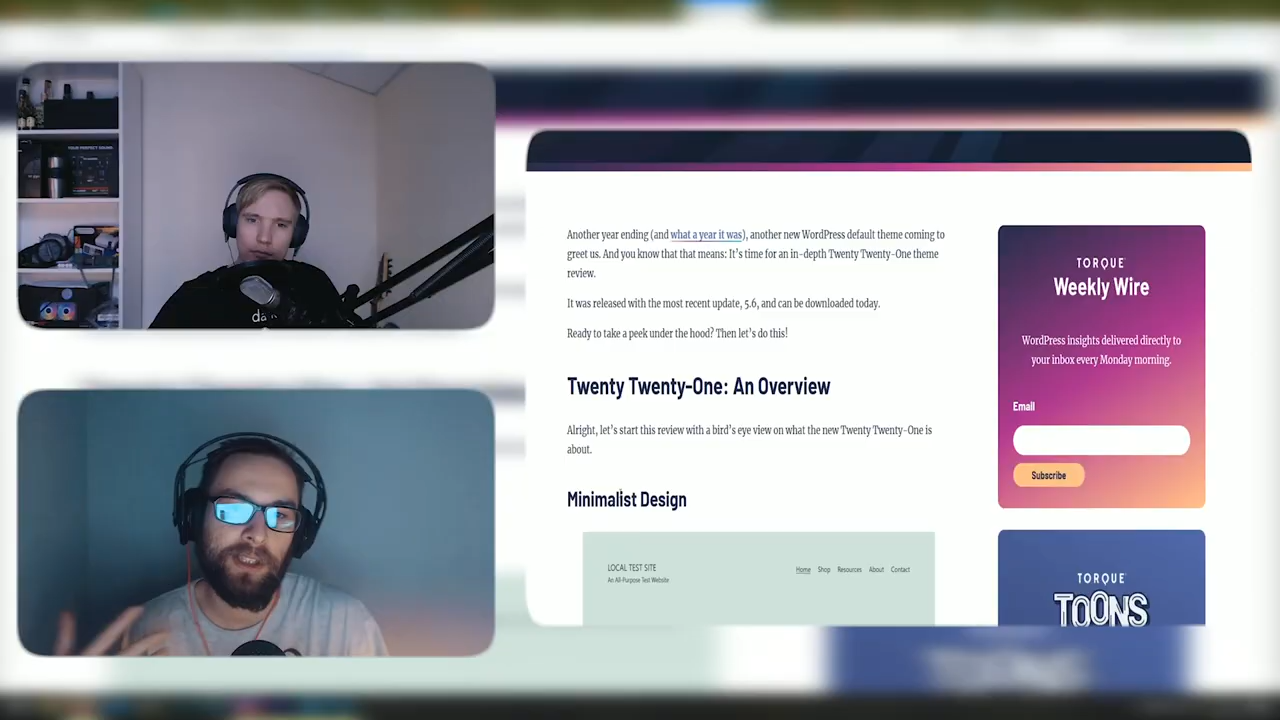 Another year ending (and what a year it was), another new WordPress default theme coming to
greet us. And you know that that means: It's time for an in-depth Twenty Twenty-One theme
review.
It was released with the most recent update, 5.6, and can be downloaded today.
Ready to take a peek under the hood? Then let's do this!
Twenty Twenty-One: An Overview
Alright, let's start this review with a bird's eye view on what the new Twenty Twenty-One is
about.
Minimalist Design
LOCAL TEST SITE
An All-Purpose Test Website
Home Shop Resources About Contact
TORQUE
Weekly Wire
WordPress insights delivered directly to
your inbox every Monday morning.
Email
Subscribe
TORQUE
TOONS